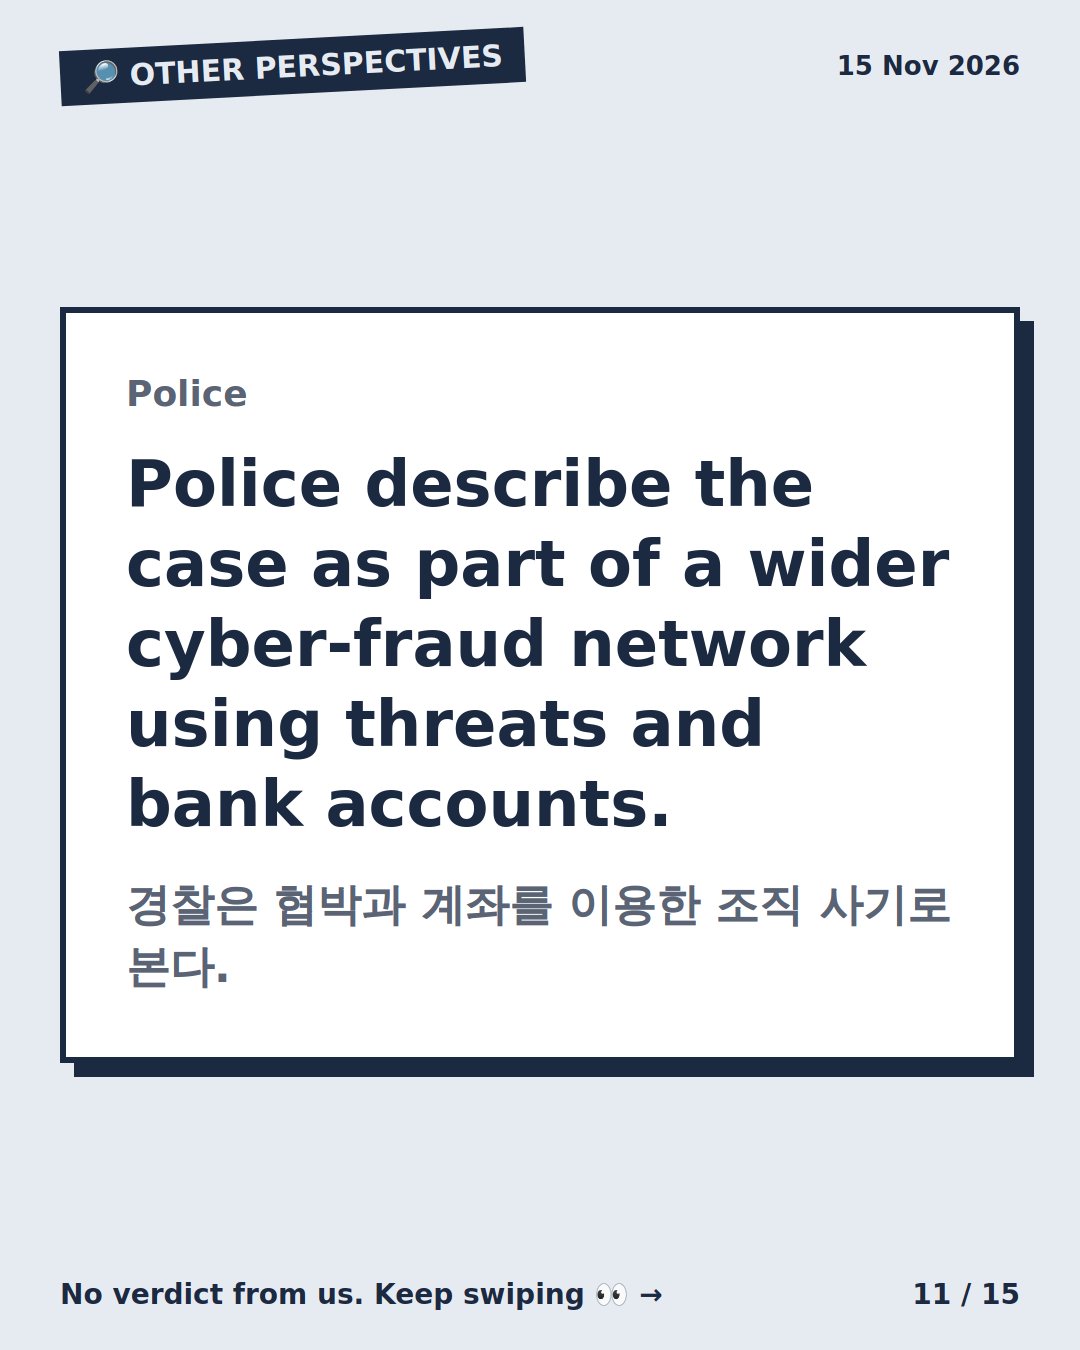 🔎 OTHER PERSPECTIVES
15 Nov 2026
Police
Police describe the
case as part of a wider
cyber-fraud network
using threats and
bank accounts.
경찰은 협박과 계좌를 이용한 조직 사기로
본다.
No verdict from us. Keep swiping 👀 →
11 / 15